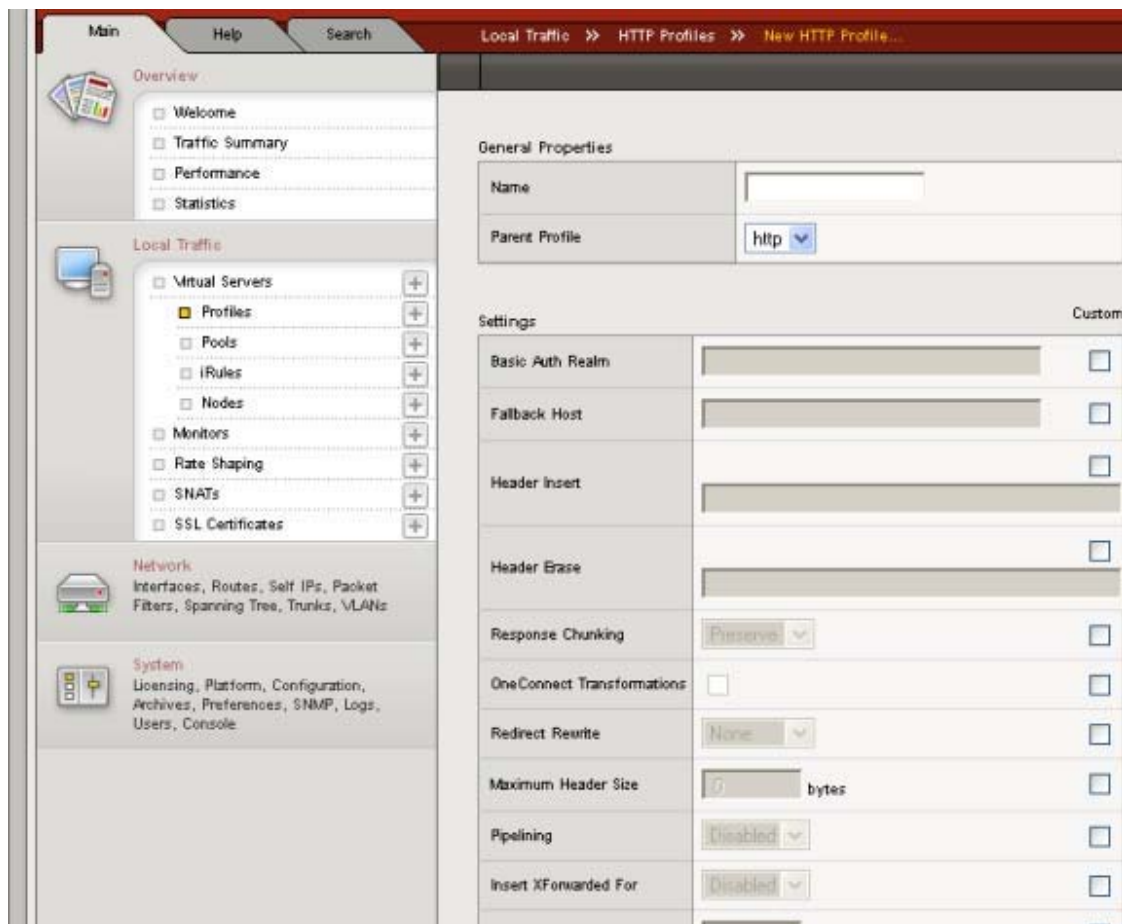 Main
Help
Search
Local Traffic >> HTTP Profiles >> New HTTP Profile...
Overview
Welcome
Traffic Summary
Performance
Statistics
Local Traffic
Virtual Servers
Profiles
Pools
iRules
Nodes
Monitors
Rate Shaping
SNATs
SSL Certificates
Network
Interfaces, Routes, Self IPs, Packet
Filters, Spanning Tree, Trunks, VLANs
System
Licensing, Platform, Configuration,
Archives, Preferences, SNMP, Logs,
Users, Console
General Properties
Name
Parent Profile
http
Settings
Custom
Basic Auth Realm
Fallback Host
Header Insert
Header Erase
Response Chunking
Preserve
OneConnect Transformations
Redirect Rewrite
None
Maximum Header Size
0 bytes
Pipelining
Disabled
Insert XForwarded For
Disabled